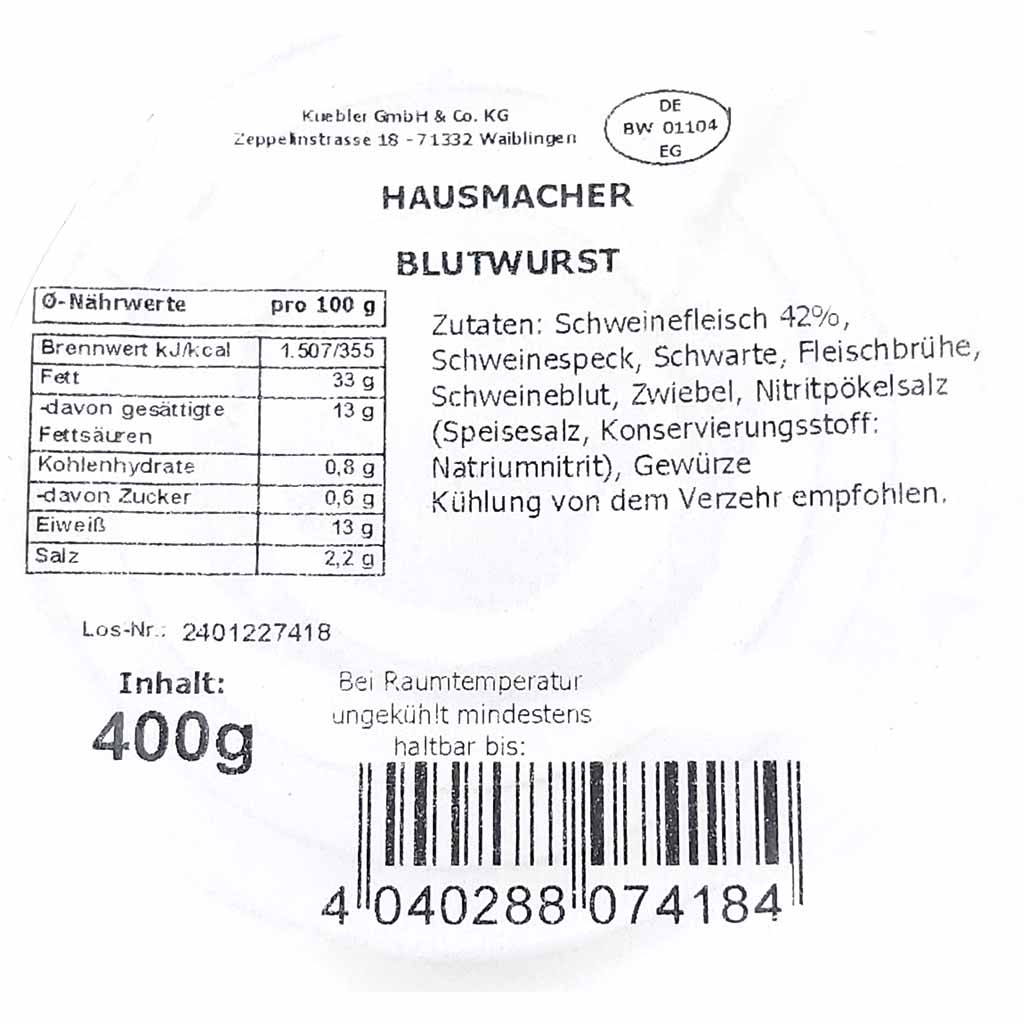 Kuebler GmbH & Co. KG
Zeppelinstrasse 18 - 71332 Waiblingen
DE
BW 01104
EG
HAUSMACHER
BLUTWURST
Ø-Nährwerte pro 100 g
Brennwert kJ/kcal 1.507/355
Fett 33 g
-davon gesättigte 13 g
Fettsäuren
Kohlenhydrate 0,8 g
-davon Zucker 0,6 g
Eiweiß 13 g
Salz 2,2 g
Zutaten: Schweinefleisch 42%,
Schweinespeck, Schwarte, Fleischbrühe,
Schweineblut, Zwiebel, Nitritpökelsalz
(Speisesalz, Konservierungsstoff:
Natriumnitrit), Gewürze
Kühlung von dem Verzehr empfohlen.
Los-Nr.: 2401227418
Inhalt:
400g
Bei Raumtemperatur
ungekühlt mindestens
haltbar bis:
4 040288 074184